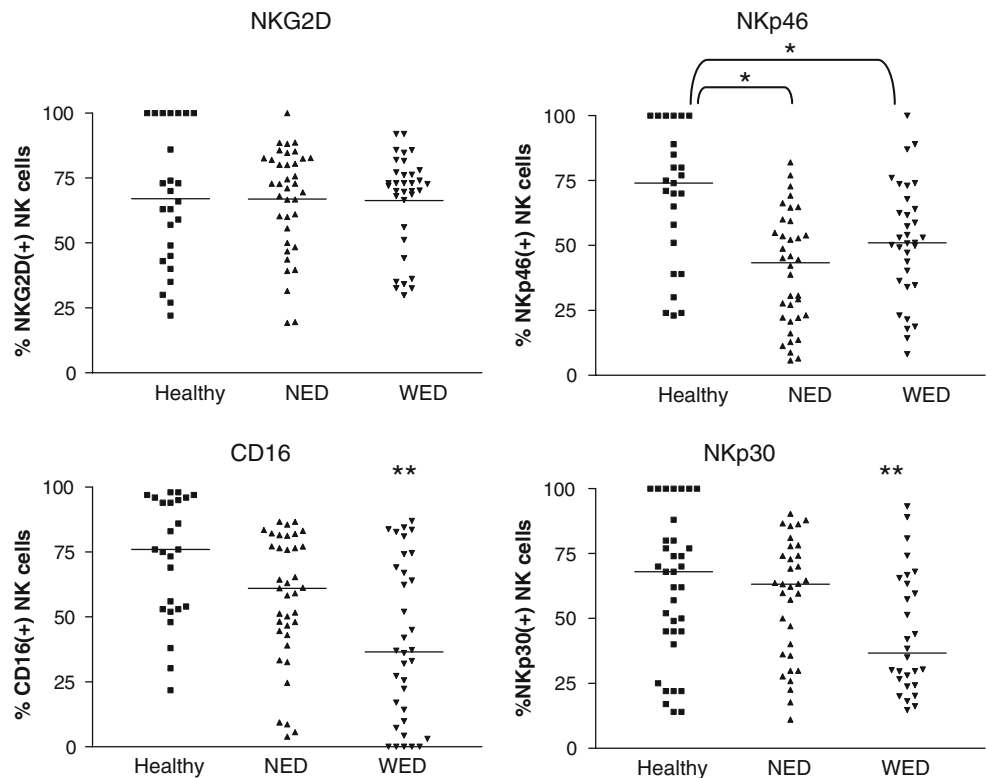 NKG2D
% NKG2D(+) NK cells
100
75
50
25
0
Healthy NED WED
NKp46
*
*
% NKp46(+) NK cells
100
75
50
25
0
Healthy NED WED
CD16
**
% CD16(+) NK cells
100
75
50
25
0
Healthy NED WED
NKp30
**
%NKp30(+) NK cells
100
75
50
25
0
Healthy NED WED